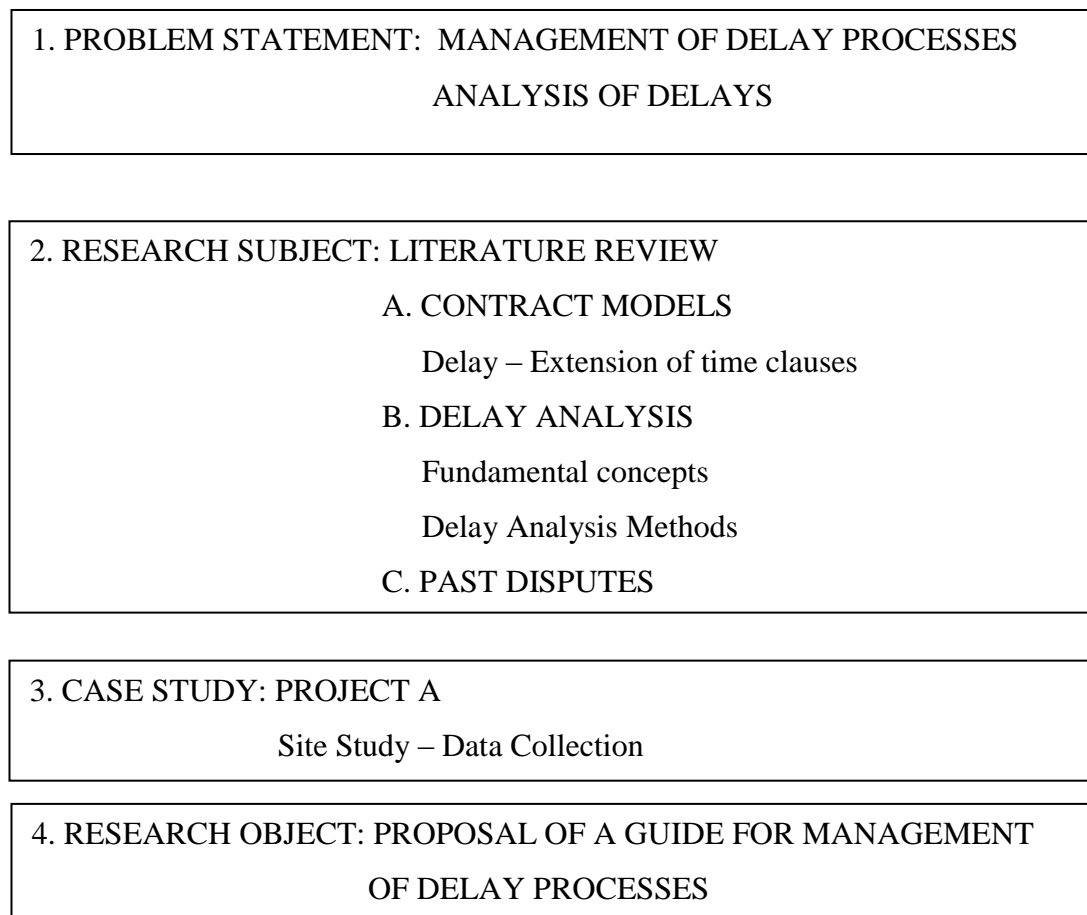 1. PROBLEM STATEMENT: MANAGEMENT OF DELAY PROCESSES
ANALYSIS OF DELAYS
2. RESEARCH SUBJECT: LITERATURE REVIEW
A. CONTRACT MODELS
Delay – Extension of time clauses
B. DELAY ANALYSIS
Fundamental concepts
Delay Analysis Methods
C. PAST DISPUTES
3. CASE STUDY: PROJECT A
Site Study – Data Collection
4. RESEARCH OBJECT: PROPOSAL OF A GUIDE FOR MANAGEMENT
OF DELAY PROCESSES